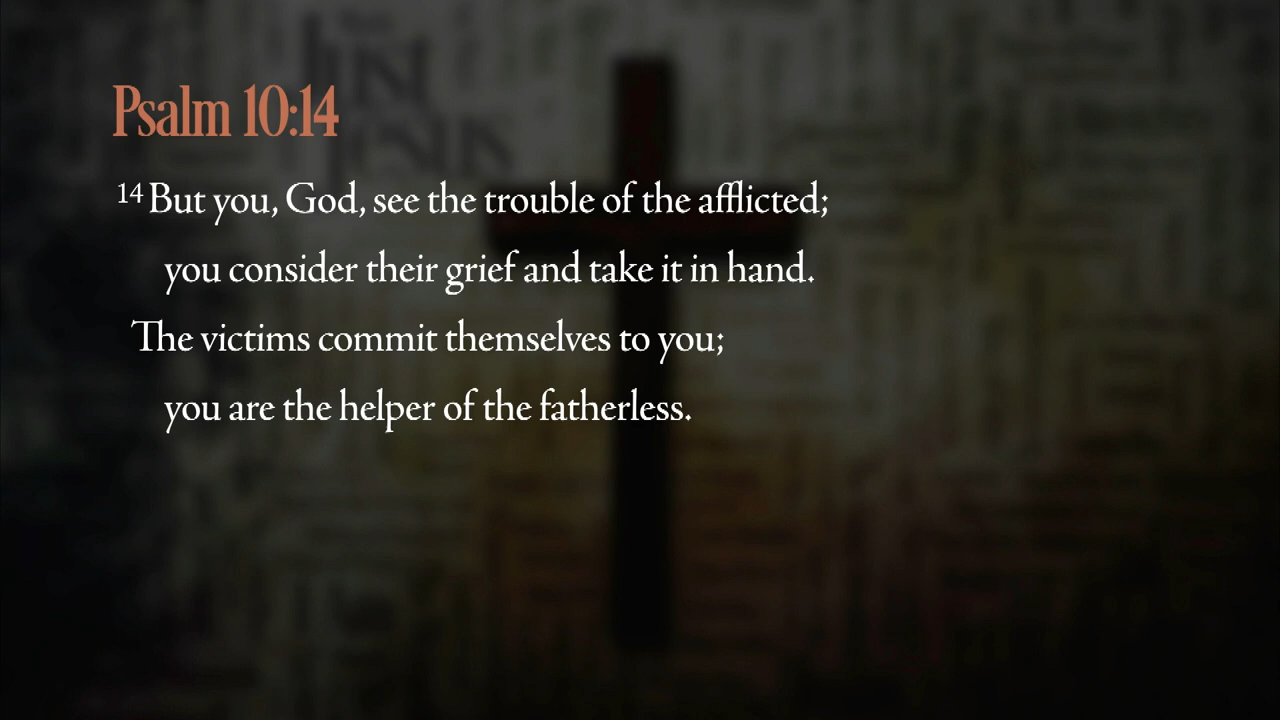 Psalm 10:14
14 But you, God, see the trouble of the afflicted;
you consider their grief and take it in hand.
The victims commit themselves to you;
you are the helper of the fatherless.